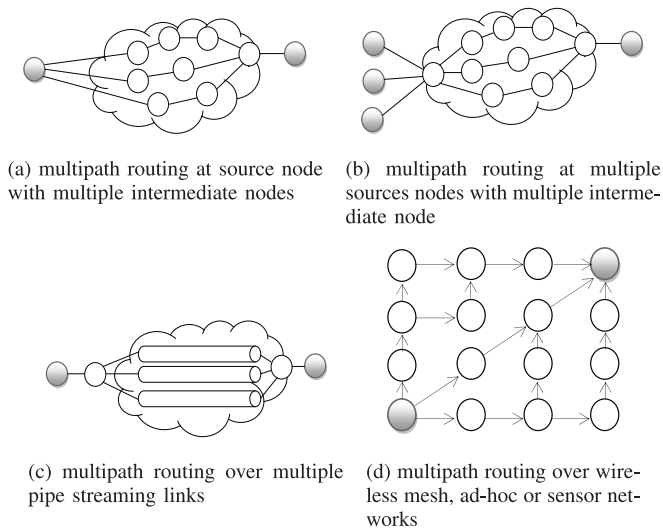 (a) multipath routing at source node
with multiple intermediate nodes
(b) multipath routing at multiple
sources nodes with multiple interme-
diate node
(c) multipath routing over multiple
pipe streaming links
(d) multipath routing over wire-
less mesh, ad-hoc or sensor net-
works